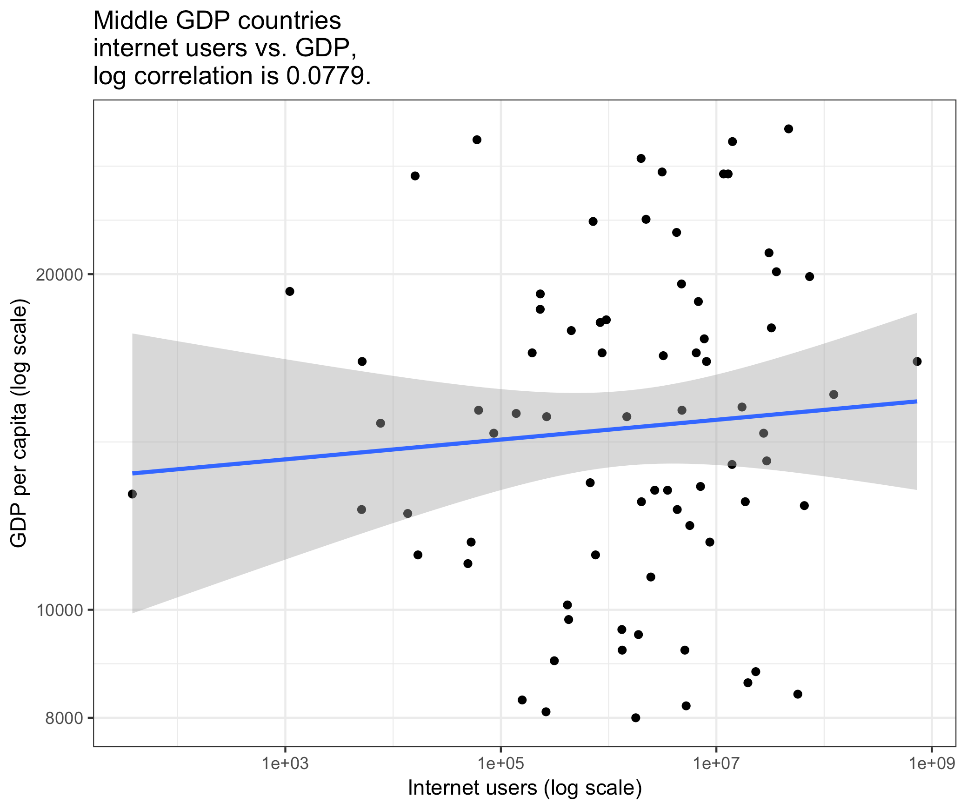 Middle GDP countries
internet users vs. GDP,
log correlation is 0.0779.
GDP per capita (log scale)
20000
10000
8000
1e+03 1e+05 1e+07 1e+09
Internet users (log scale)